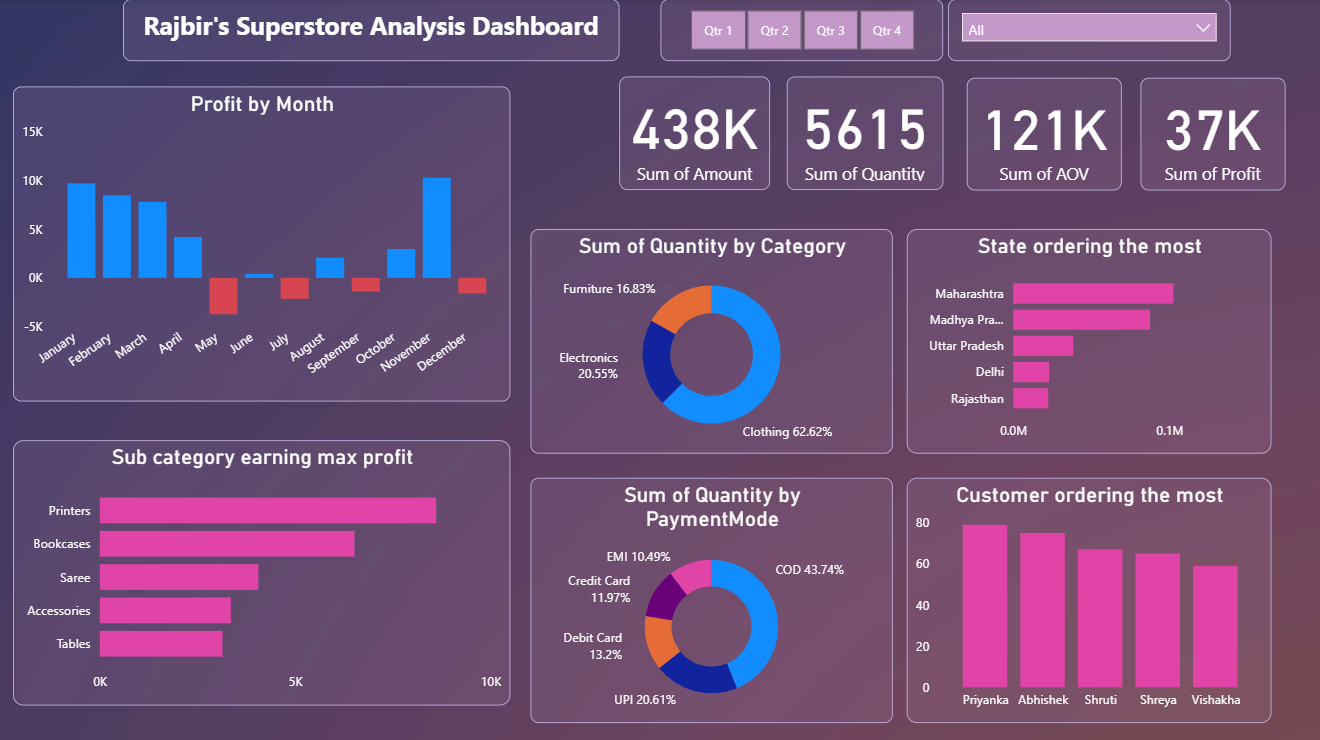 Rajbir's Superstore Analysis Dashboard
Qtr 1
Qtr 2
Qtr 3
Qtr 4
All
Profit by Month
15K
10K
5K
0K
-5K
January
February
March
April
May
June
July
August
September
October
November
December
438K
Sum of Amount
5615
Sum of Quantity
121K
Sum of AOV
37K
Sum of Profit
Sum of Quantity by Category
Furniture 16.83%
Electronics
20.55%
Clothing 62.62%
State ordering the most
Maharashtra
Madhya Pra...
Uttar Pradesh
Delhi
Rajasthan
0.0M
0.1M
Sub category earning max profit
Printers
Bookcases
Saree
Accessories
Tables
0K
5K
10K
Sum of Quantity by
PaymentMode
EMI 10.49%
COD 43.74%
Credit Card
11.97%
Debit Card
13.2%
UPI 20.61%
Customer ordering the most
80
60
40
20
0
Priyanka
Abhishek
Shruti
Shreya
Vishakha